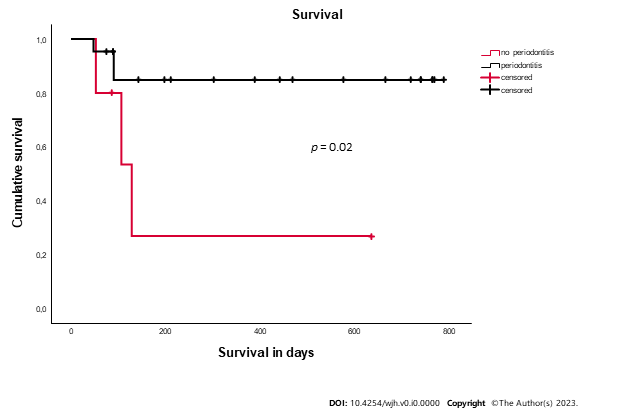 Survival
1,0
0,8
0,6
0,4
0,2
0,0
Cumulative survival
no periodontitis
periodontitis
censored
censored
p = 0.02
0 200 400 600 800
Survival in days
DOI: 10.4254/wjh.v0.i0.0000 Copyright ©The Author(s) 2023.